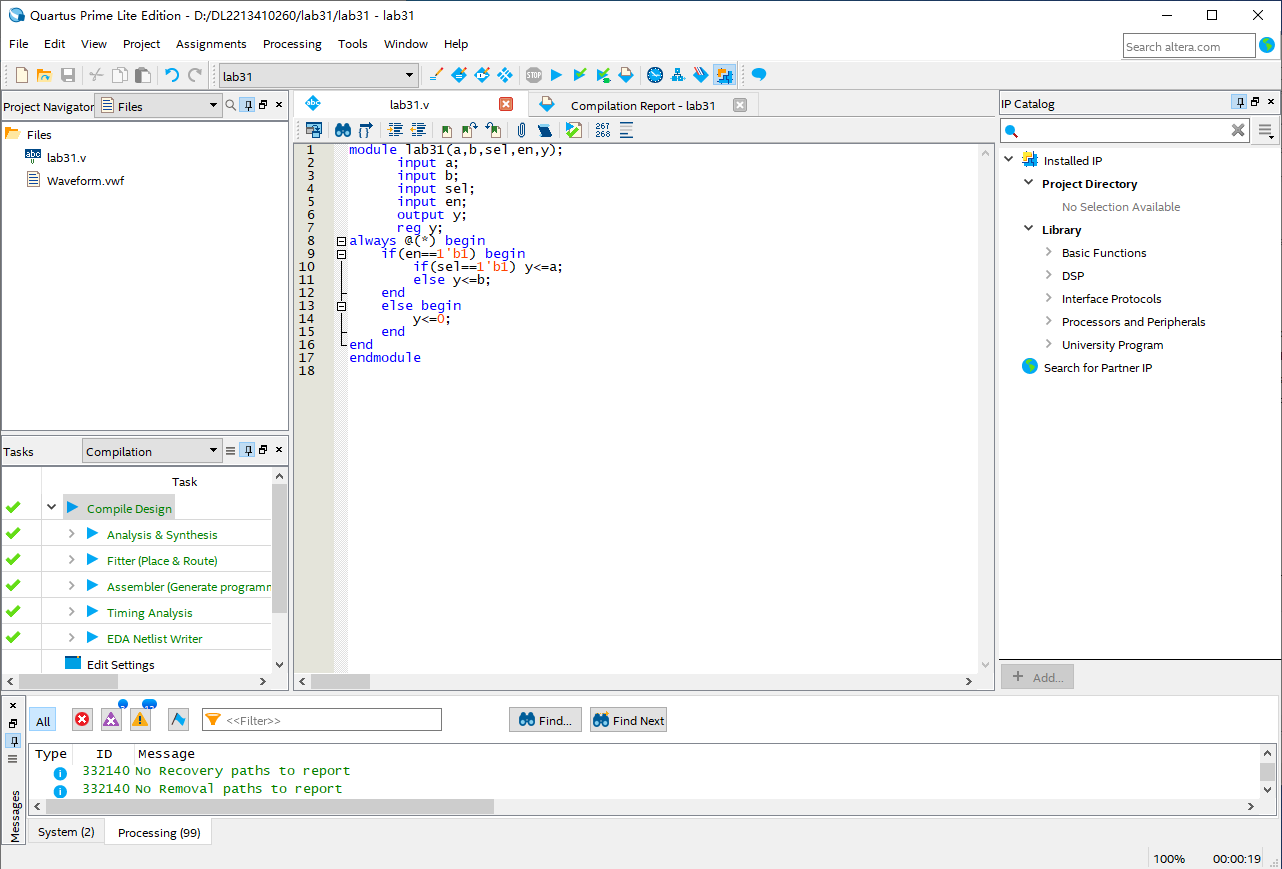 Quartus Prime Lite Edition - D:/DL2213410260/lab31/lab31 - lab31
File Edit View Project Assignments Processing Tools Window Help
Search altera.com
lab31
STOP
Project Navigator
Files
Files
lab31.v
Waveform.vwf
lab31.v
Compilation Report - lab31
267
268
1 module lab31(a,b,sel,en,y);
2 input a;
3 input b;
4 input sel;
5 input en;
6 output y;
7 reg y;
8 always @(*) begin
9 if(en==1'b1) begin
10 if(sel==1'b1) y<=a;
11 else y<=b;
12 end
13 else begin
14 y<=0;
15 end
16 end
17 endmodule
18
IP Catalog
Installed IP
Project Directory
No Selection Available
Library
Basic Functions
DSP
Interface Protocols
Processors and Peripherals
University Program
Search for Partner IP
Add...
Tasks
Compilation
Task
Compile Design
Analysis & Synthesis
Fitter (Place & Route)
Assembler (Generate programm
Timing Analysis
EDA Netlist Writer
Edit Settings
Messages
All
<<Filter>>
Find...
Find Next
Type ID Message
332140 No Recovery paths to report
332140 No Removal paths to report
System (2)
Processing (99)
100%
00:00:19